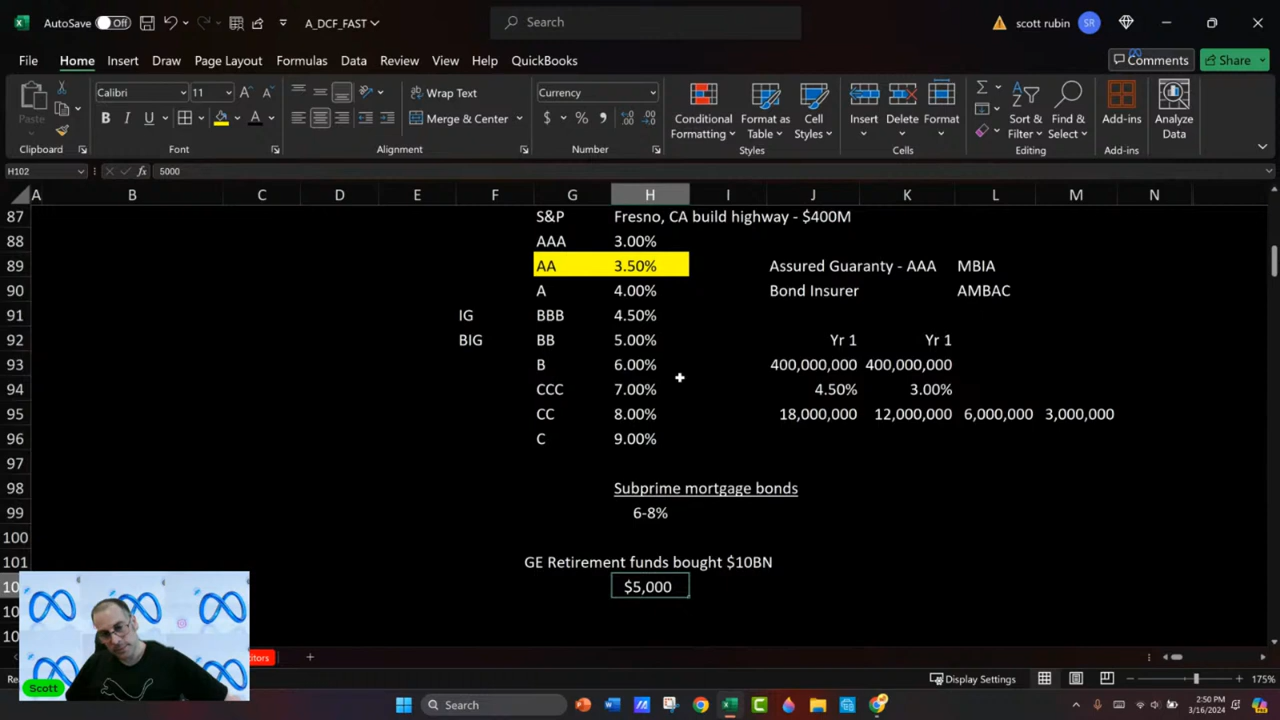 AutoSave Off A_DCF_FAST Search scott rubin SR
File Home Insert Draw Page Layout Formulas Data Review View Help QuickBooks Comments Share
Paste Calibri 11 A A Wrap Text Currency Conditional Formatting Format as Table Cell Styles Insert Delete Format Sort & Filter Find & Select Add-ins Analyze Data
B I U A Merge & Center $ % 9
Clipboard Font Alignment Number Styles Cells Editing Add-ins
H102 fx 5000
A B C D E F G H I J K L M N
87 S&P Fresno, CA build highway - $400M
88 AAA 3.00%
89 AA 3.50% Assured Guaranty - AAA MBIA
90 A 4.00% Bond Insurer AMBAC
91 IG BBB 4.50%
92 BIG BB 5.00% Yr 1 Yr 1
93 B 6.00% 400,000,000 400,000,000
94 CCC 7.00% 4.50% 3.00%
95 CC 8.00% 18,000,000 12,000,000 6,000,000 3,000,000
96 C 9.00%
97
98 Subprime mortgage bonds
99 6-8%
100
101 GE Retirement funds bought $10BN
$5,000
Scott
Display Settings 175%
Search 2:50 PM
3/16/2024